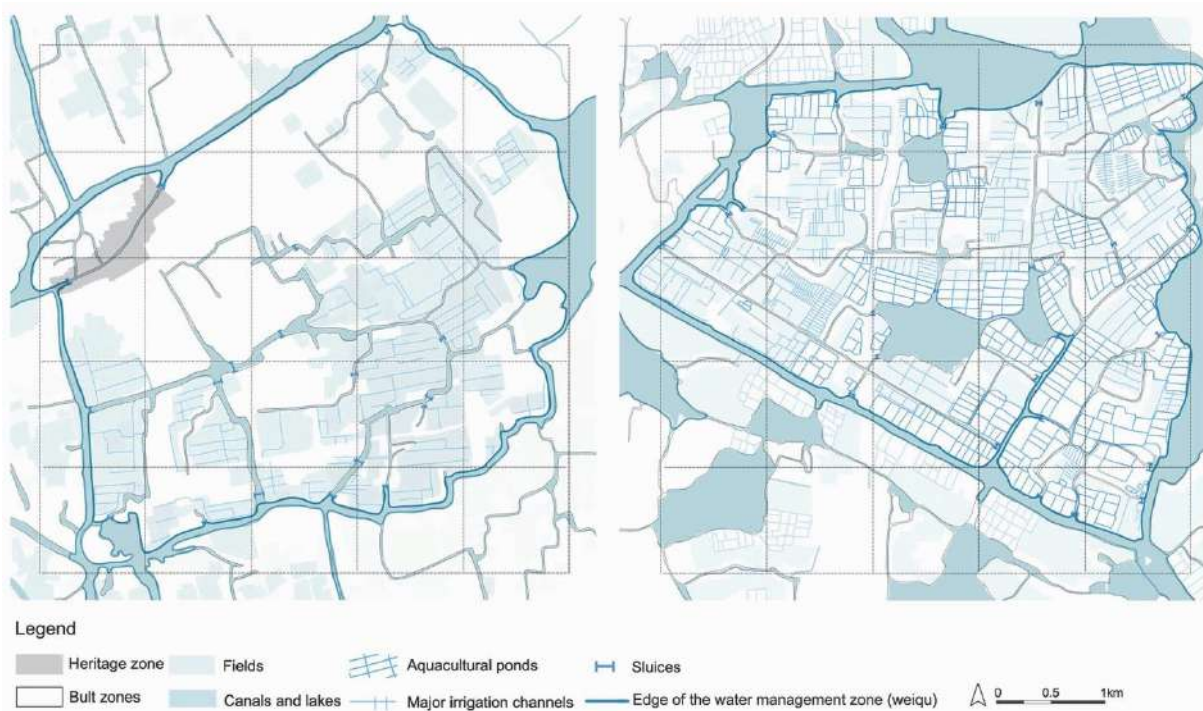 Legend
Heritage zone
Fields
Aquacultural ponds
Sluices
Bult zones
Canals and lakes
Major irrigation channels
Edge of the water management zone (weiqu)
0 0.5 1km